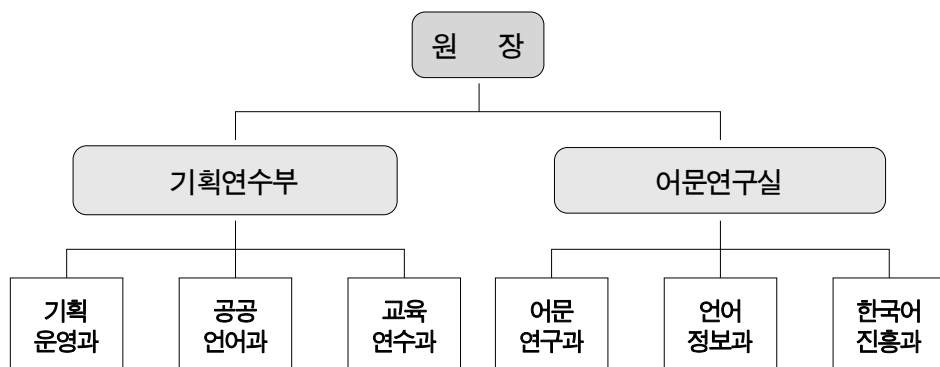 원 장
기획연수부
어문연구실
기획
운영과
공공
언어과
교육
연수과
어문
연구과
언어
정보과
한국어
진흥과